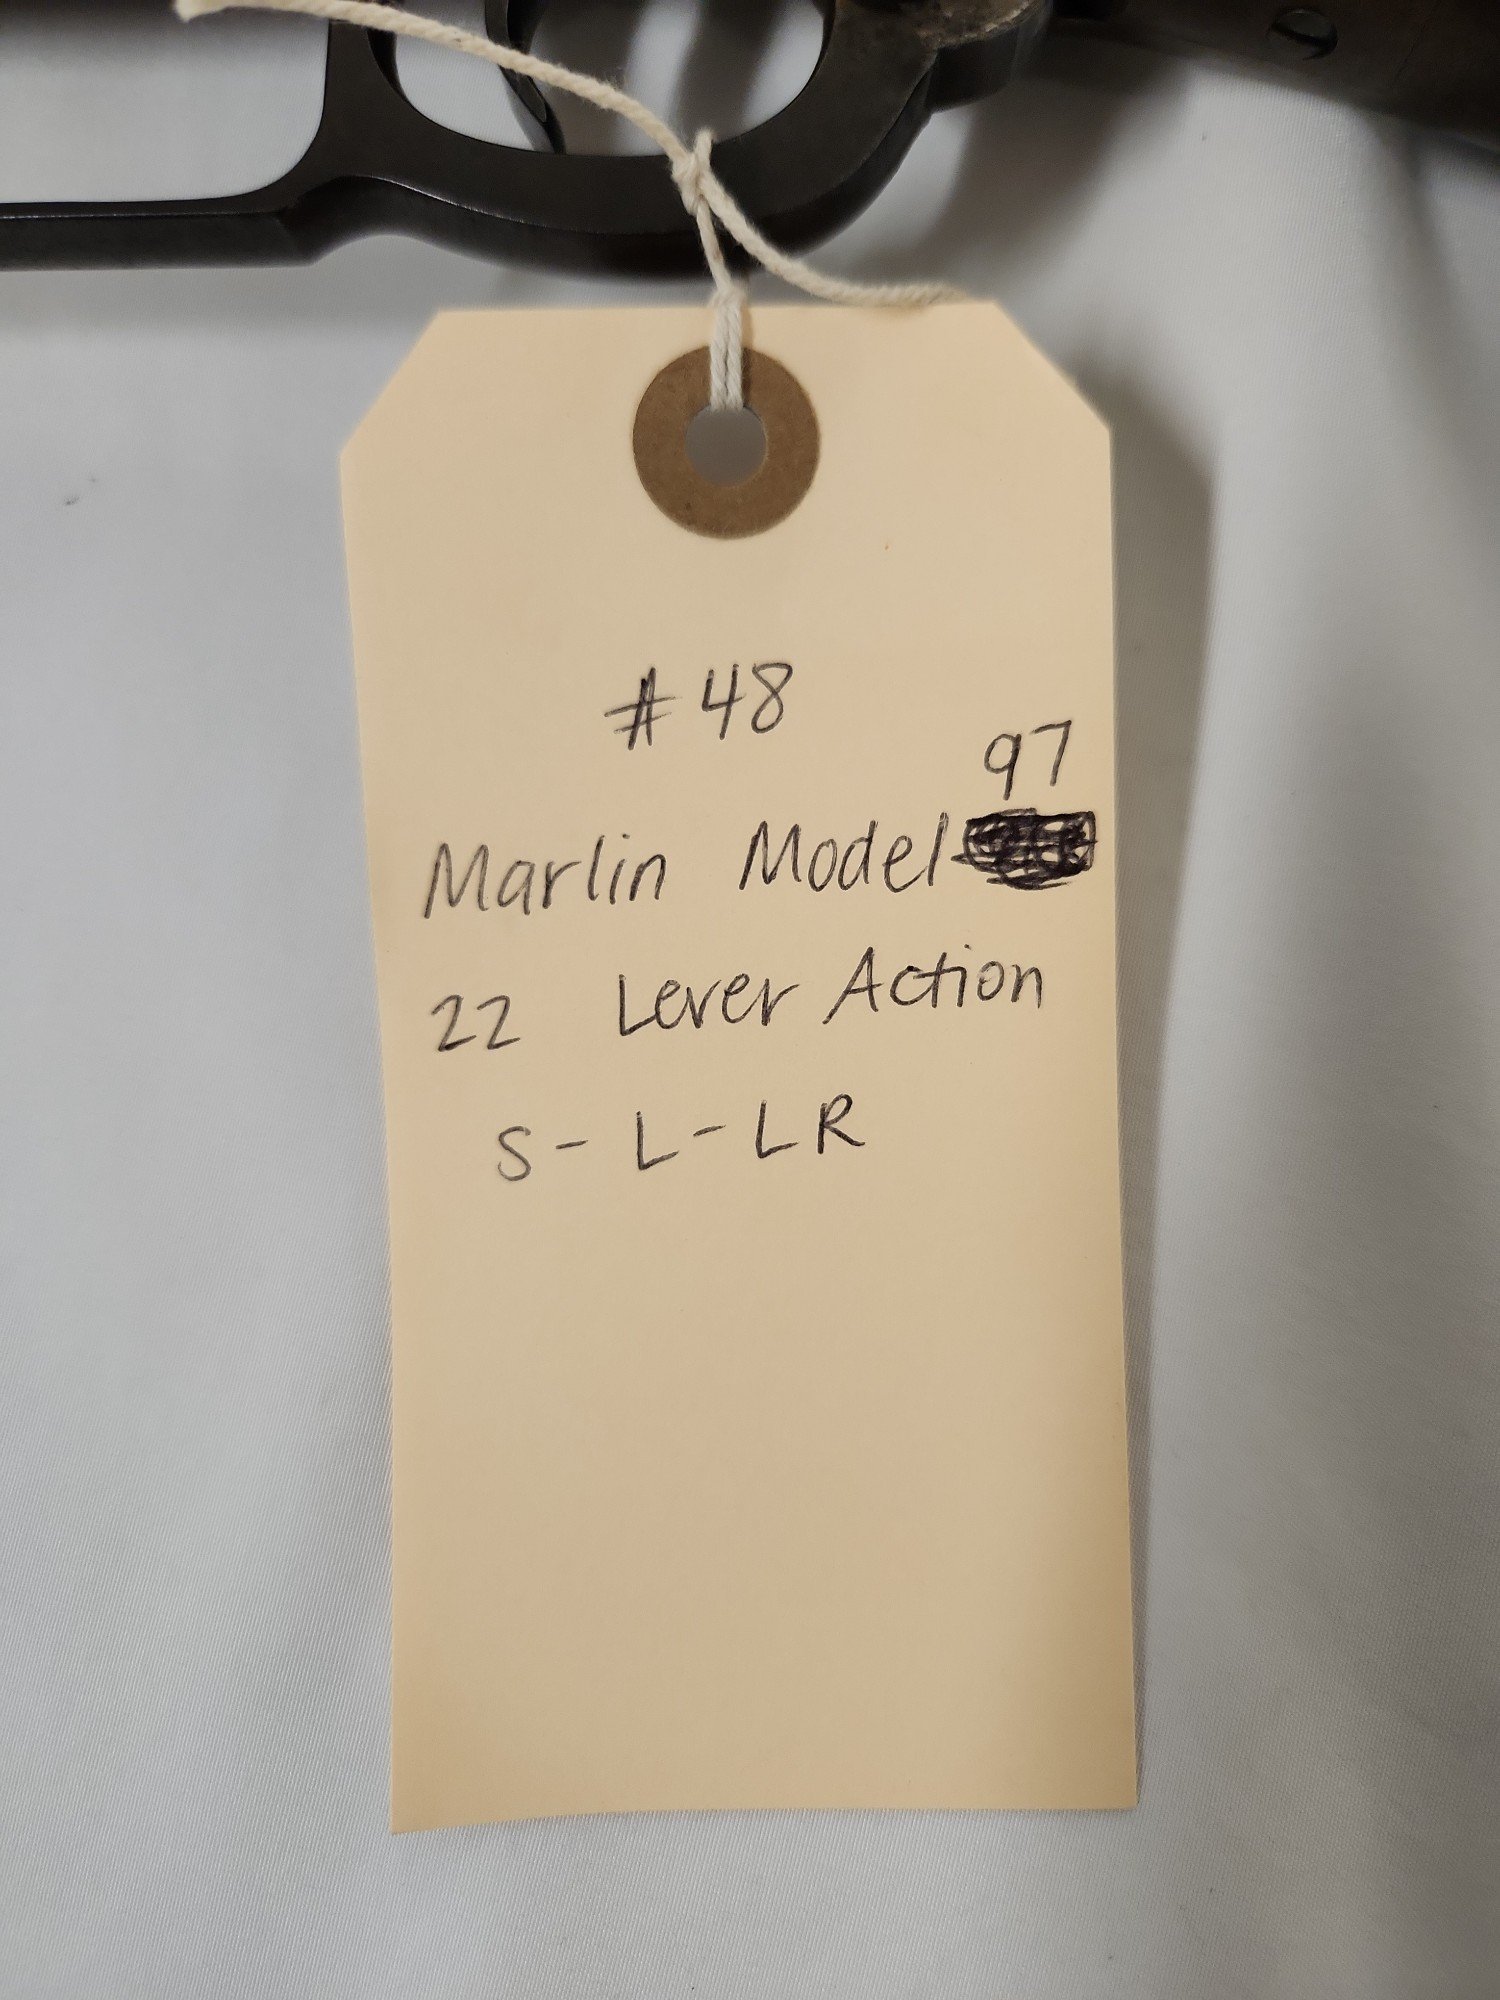 #48
97
Marlin Model
22 Lever Action
S-L-LR